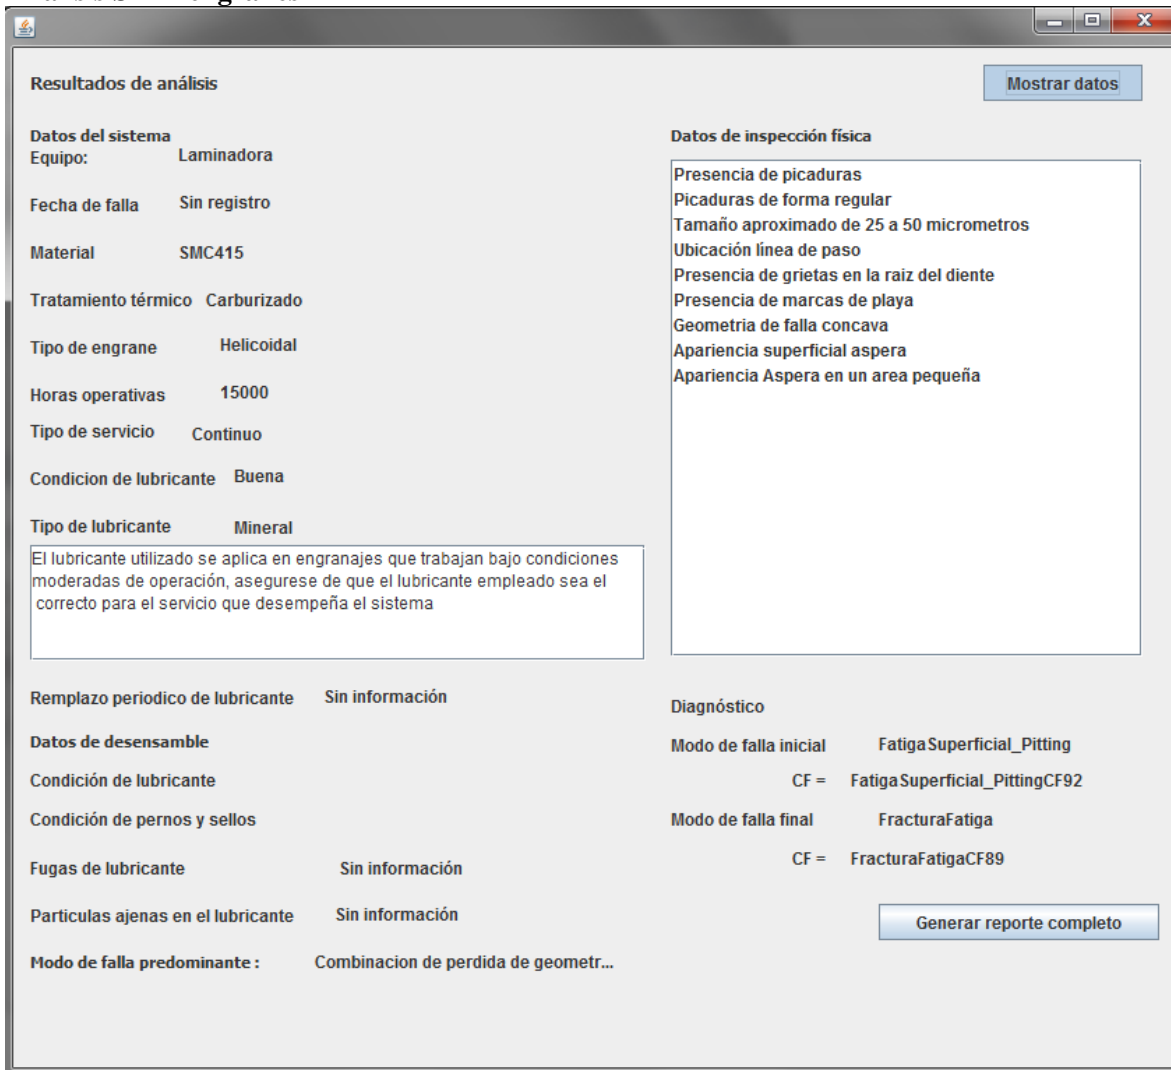 Resultados de análisis
Mostrar datos
Datos del sistema
Equipo: Laminadora
Fecha de falla Sin registro
Material SMC415
Tratamiento térmico Carburizado
Tipo de engrane Helicoidal
Horas operativas 15000
Tipo de servicio Continuo
Condicion de lubricante Buena
Tipo de lubricante Mineral
El lubricante utilizado se aplica en engranajes que trabajan bajo condiciones
moderadas de operación, asegurese de que el lubricante empleado sea el
correcto para el servicio que desempeña el sistema
Remplazo periodico de lubricante Sin información
Datos de desensamble
Condición de lubricante
Condición de pernos y sellos
Fugas de lubricante Sin información
Particulas ajenas en el lubricante Sin información
Modo de falla predominante : Combinacion de perdida de geometr...
Datos de inspección física
Presencia de picaduras
Picaduras de forma regular
Tamaño aproximado de 25 a 50 micrometros
Ubicación línea de paso
Presencia de grietas en la raiz del diente
Presencia de marcas de playa
Geometria de falla concava
Apariencia superficial aspera
Apariencia Aspera en un area pequeña
Diagnóstico
Modo de falla inicial FatigaSuperficial_Pitting
CF = FatigaSuperficial_PittingCF92
Modo de falla final FracturaFatiga
CF = FracturaFatigaCF89
Generar reporte completo